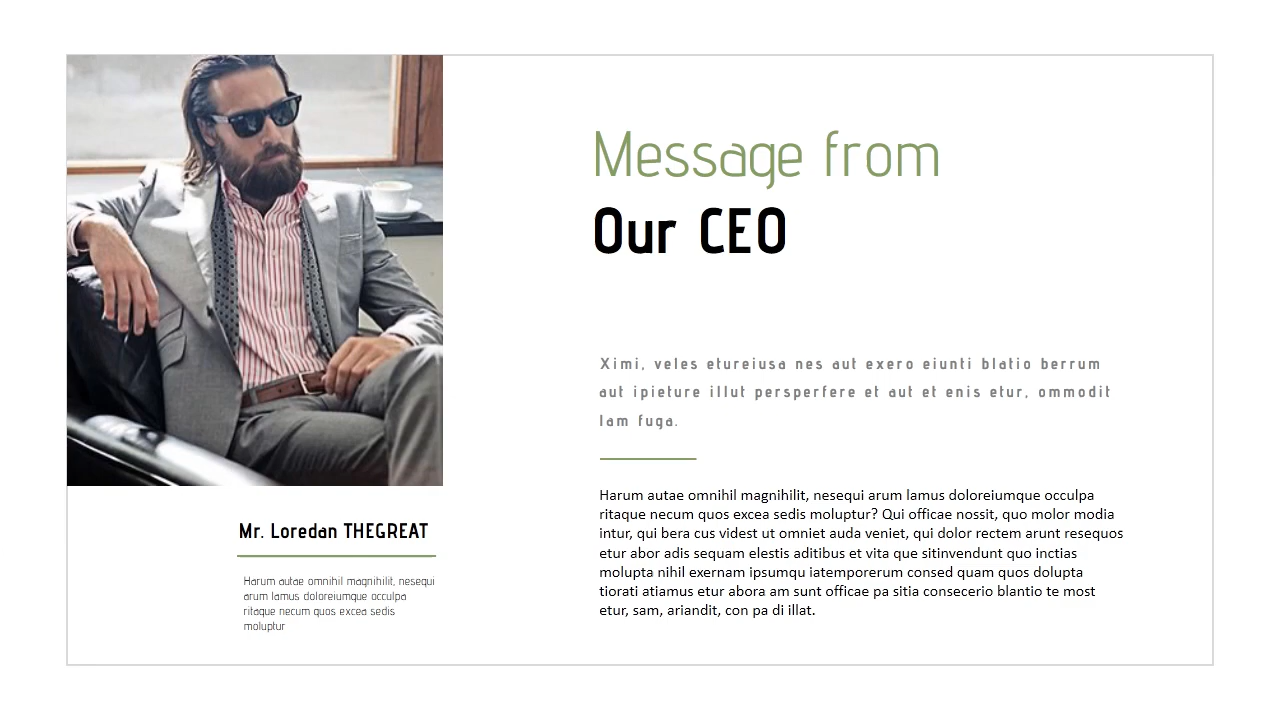 Message from
Our CEO
Ximi, veles etureiusa nes aut exero eiunti blatio berrum
aut ipieture illut persperfere et aut et enis etur, ommodit
lam fuga.
Harum autae omnihil magnihilit, nesequi arum lamus doloreiumque occulpa
ritaque necum quos excea sedis moluptur? Qui officae nossit, quo molor modia
intur, qui bera cus videst ut omniet auda veniet, qui dolor rectem arunt resequos
etur abor adis sequam elestis aditibus et vita que sitinvendunt quo inctias
molupta nihil exernam ipsumqu iatemporerum consed quam quos dolupta
tiorati atiamus etur abora am sunt officae pa sitia consecerio blantio te most
etur, sam, ariandit, con pa di illat.
Mr. Loredan THEGREAT
Harum autae omnihil magnihilit, nesequi
arum lamus doloreiumque occulpa
ritaque necum quos excea sedis
moluptur